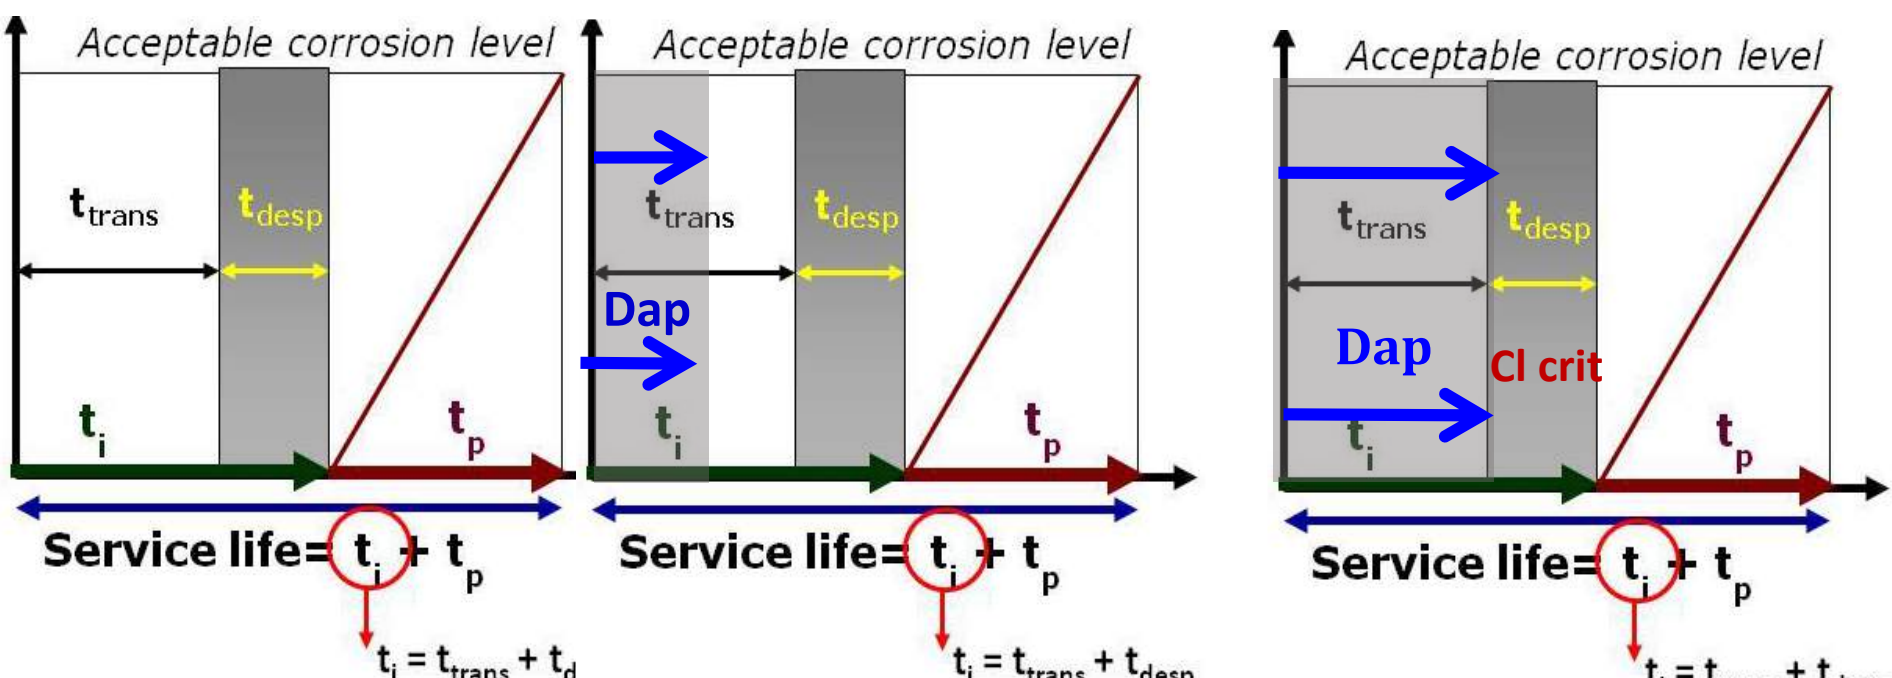 Acceptable corrosion level
t trans
t desp
t i
t p
Service life= t i + t p
t i = t trans + t d
Acceptable corrosion level
t trans
t desp
Dap
t i
t p
Service life= t i + t p
t i = t trans + t desp
Acceptable corrosion level
t trans
t desp
Dap
Cl crit
t i
t p
Service life= t i + t p